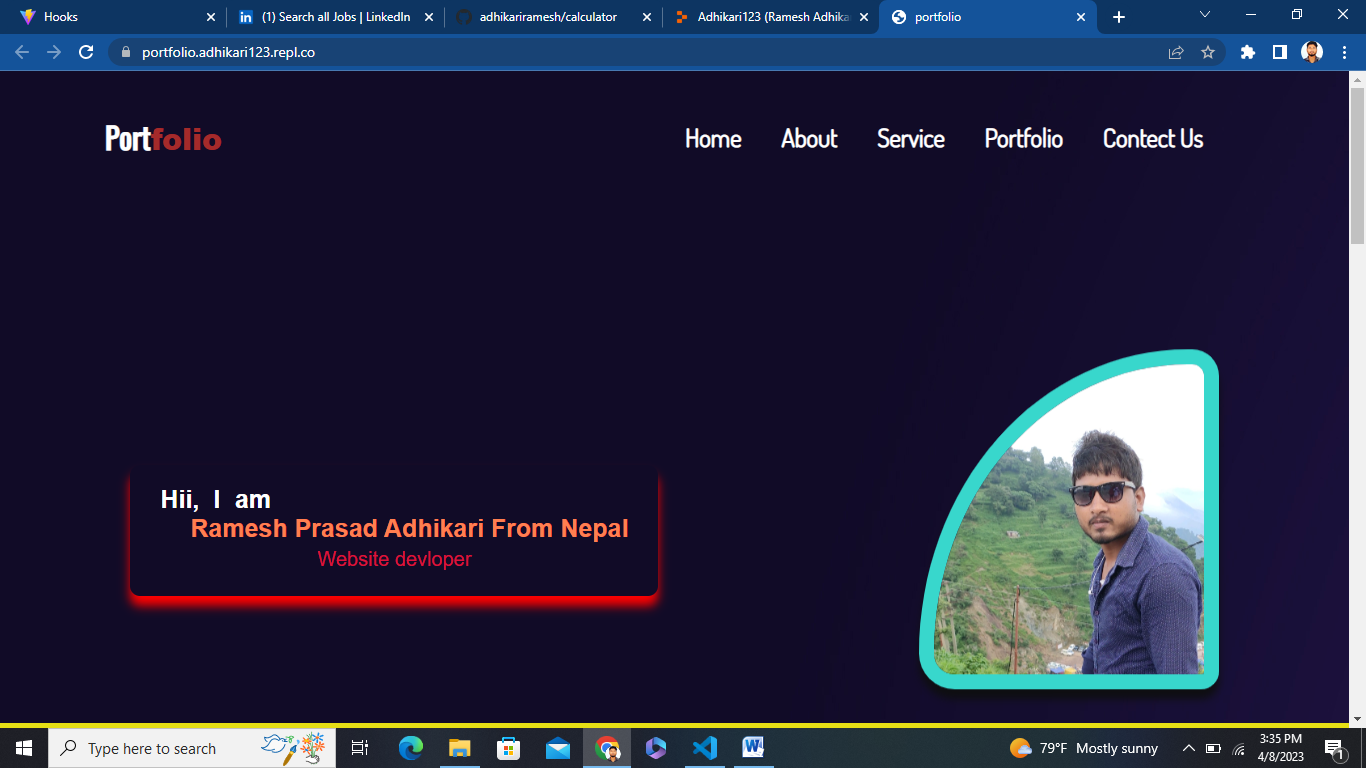 Hooks
(1) Search all Jobs | LinkedIn
adhikariramesh/calculator
Adhikari123 (Ramesh Adhika
portfolio
portfolio.adhikari123.repl.co
Portfolio
Home About Service Portfolio Contect Us
Hii, I am
Ramesh Prasad Adhikari From Nepal
Website devloper
Type here to search
79°F Mostly sunny
3:35 PM
4/8/2023
1